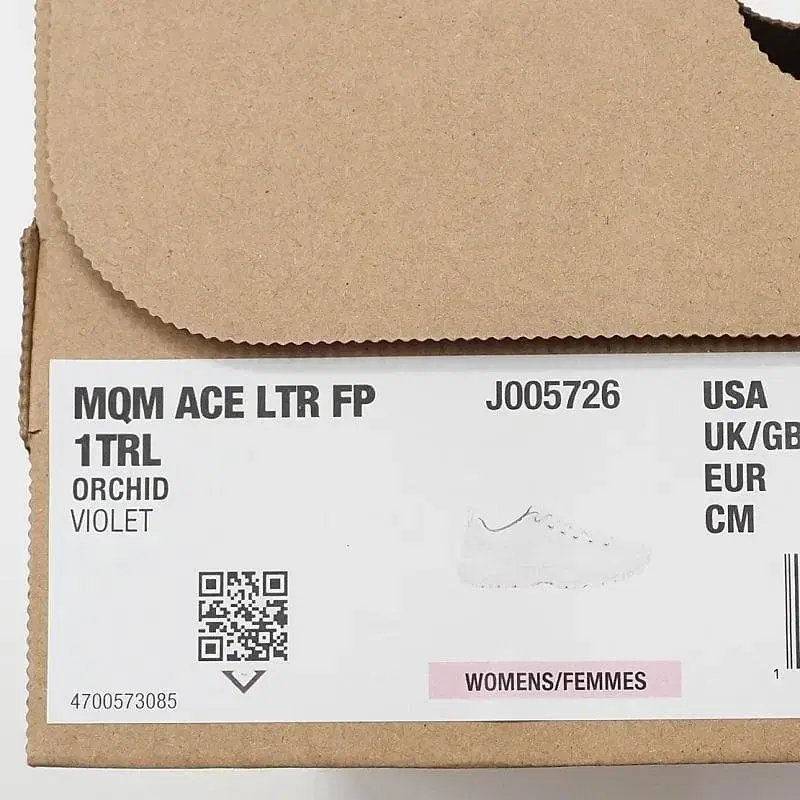 MQM ACE LTR FP
1TRL
ORCHID
VIOLET
J005726
USA
UK/GB
EUR
CM
WOMENS/FEMMES
4700573085
1